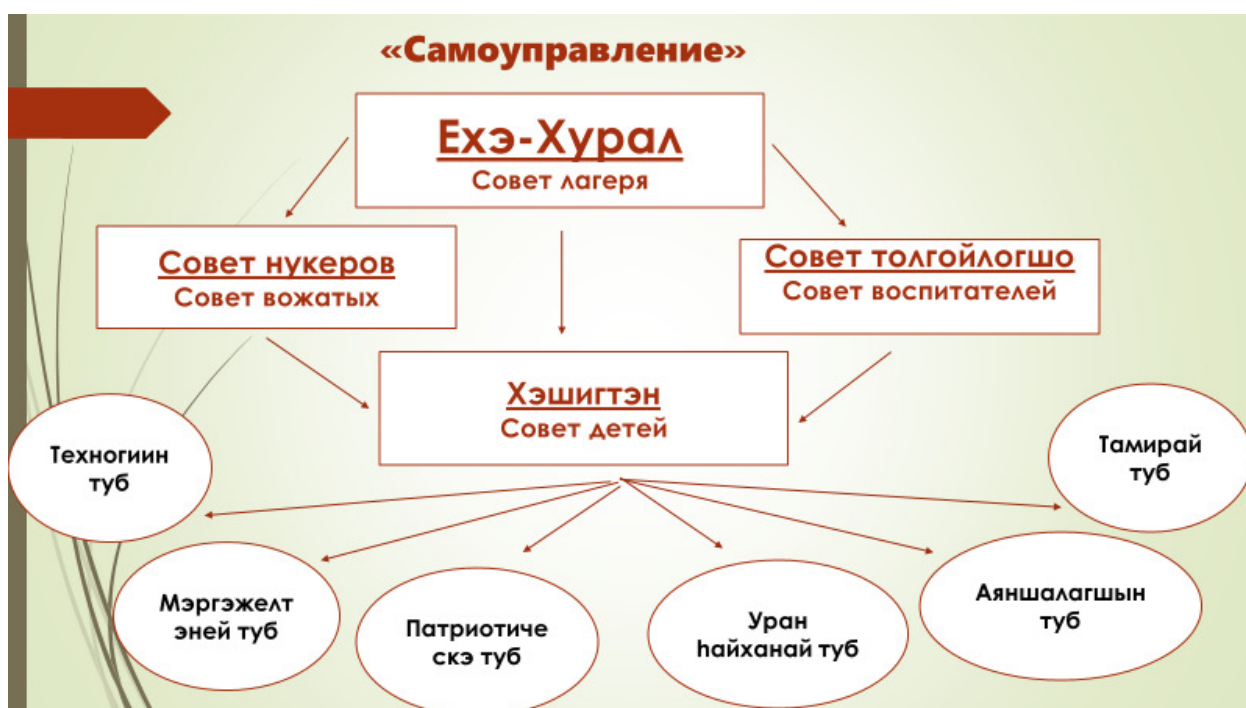 «Самоуправление»
Ехэ-Хурал
Совет лагеря
Совет нукеров
Совет вожатых
Совет толгойлогшо
Совет воспитателей
Хэшигтэн
Совет детей
Техногиин
туб
Тамирай
туб
Мэргэжелт
эней туб
Патриотиче
скэ туб
Уран
һайханай туб
Аяншалагшын
туб